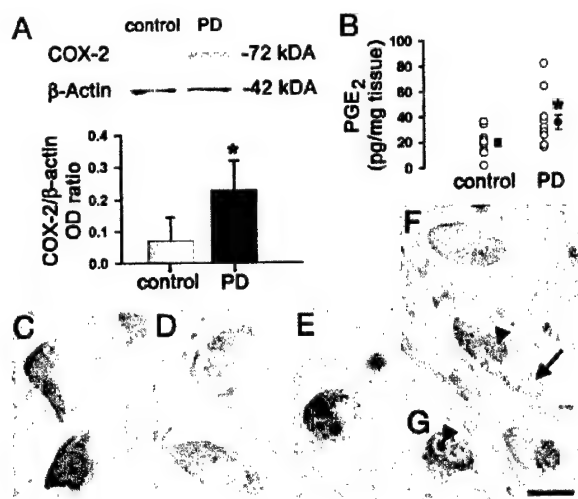 A
control PD
COX-2 -72 kDA
β-Actin -42 kDA
COX-2/β-actin
OD ratio
0.4
0.3
0.2
0.1
0.0
*
control PD
B
PGE2
(pg/mg tissue)
100
80
60
40
20
0
*
control PD
C D E F
G